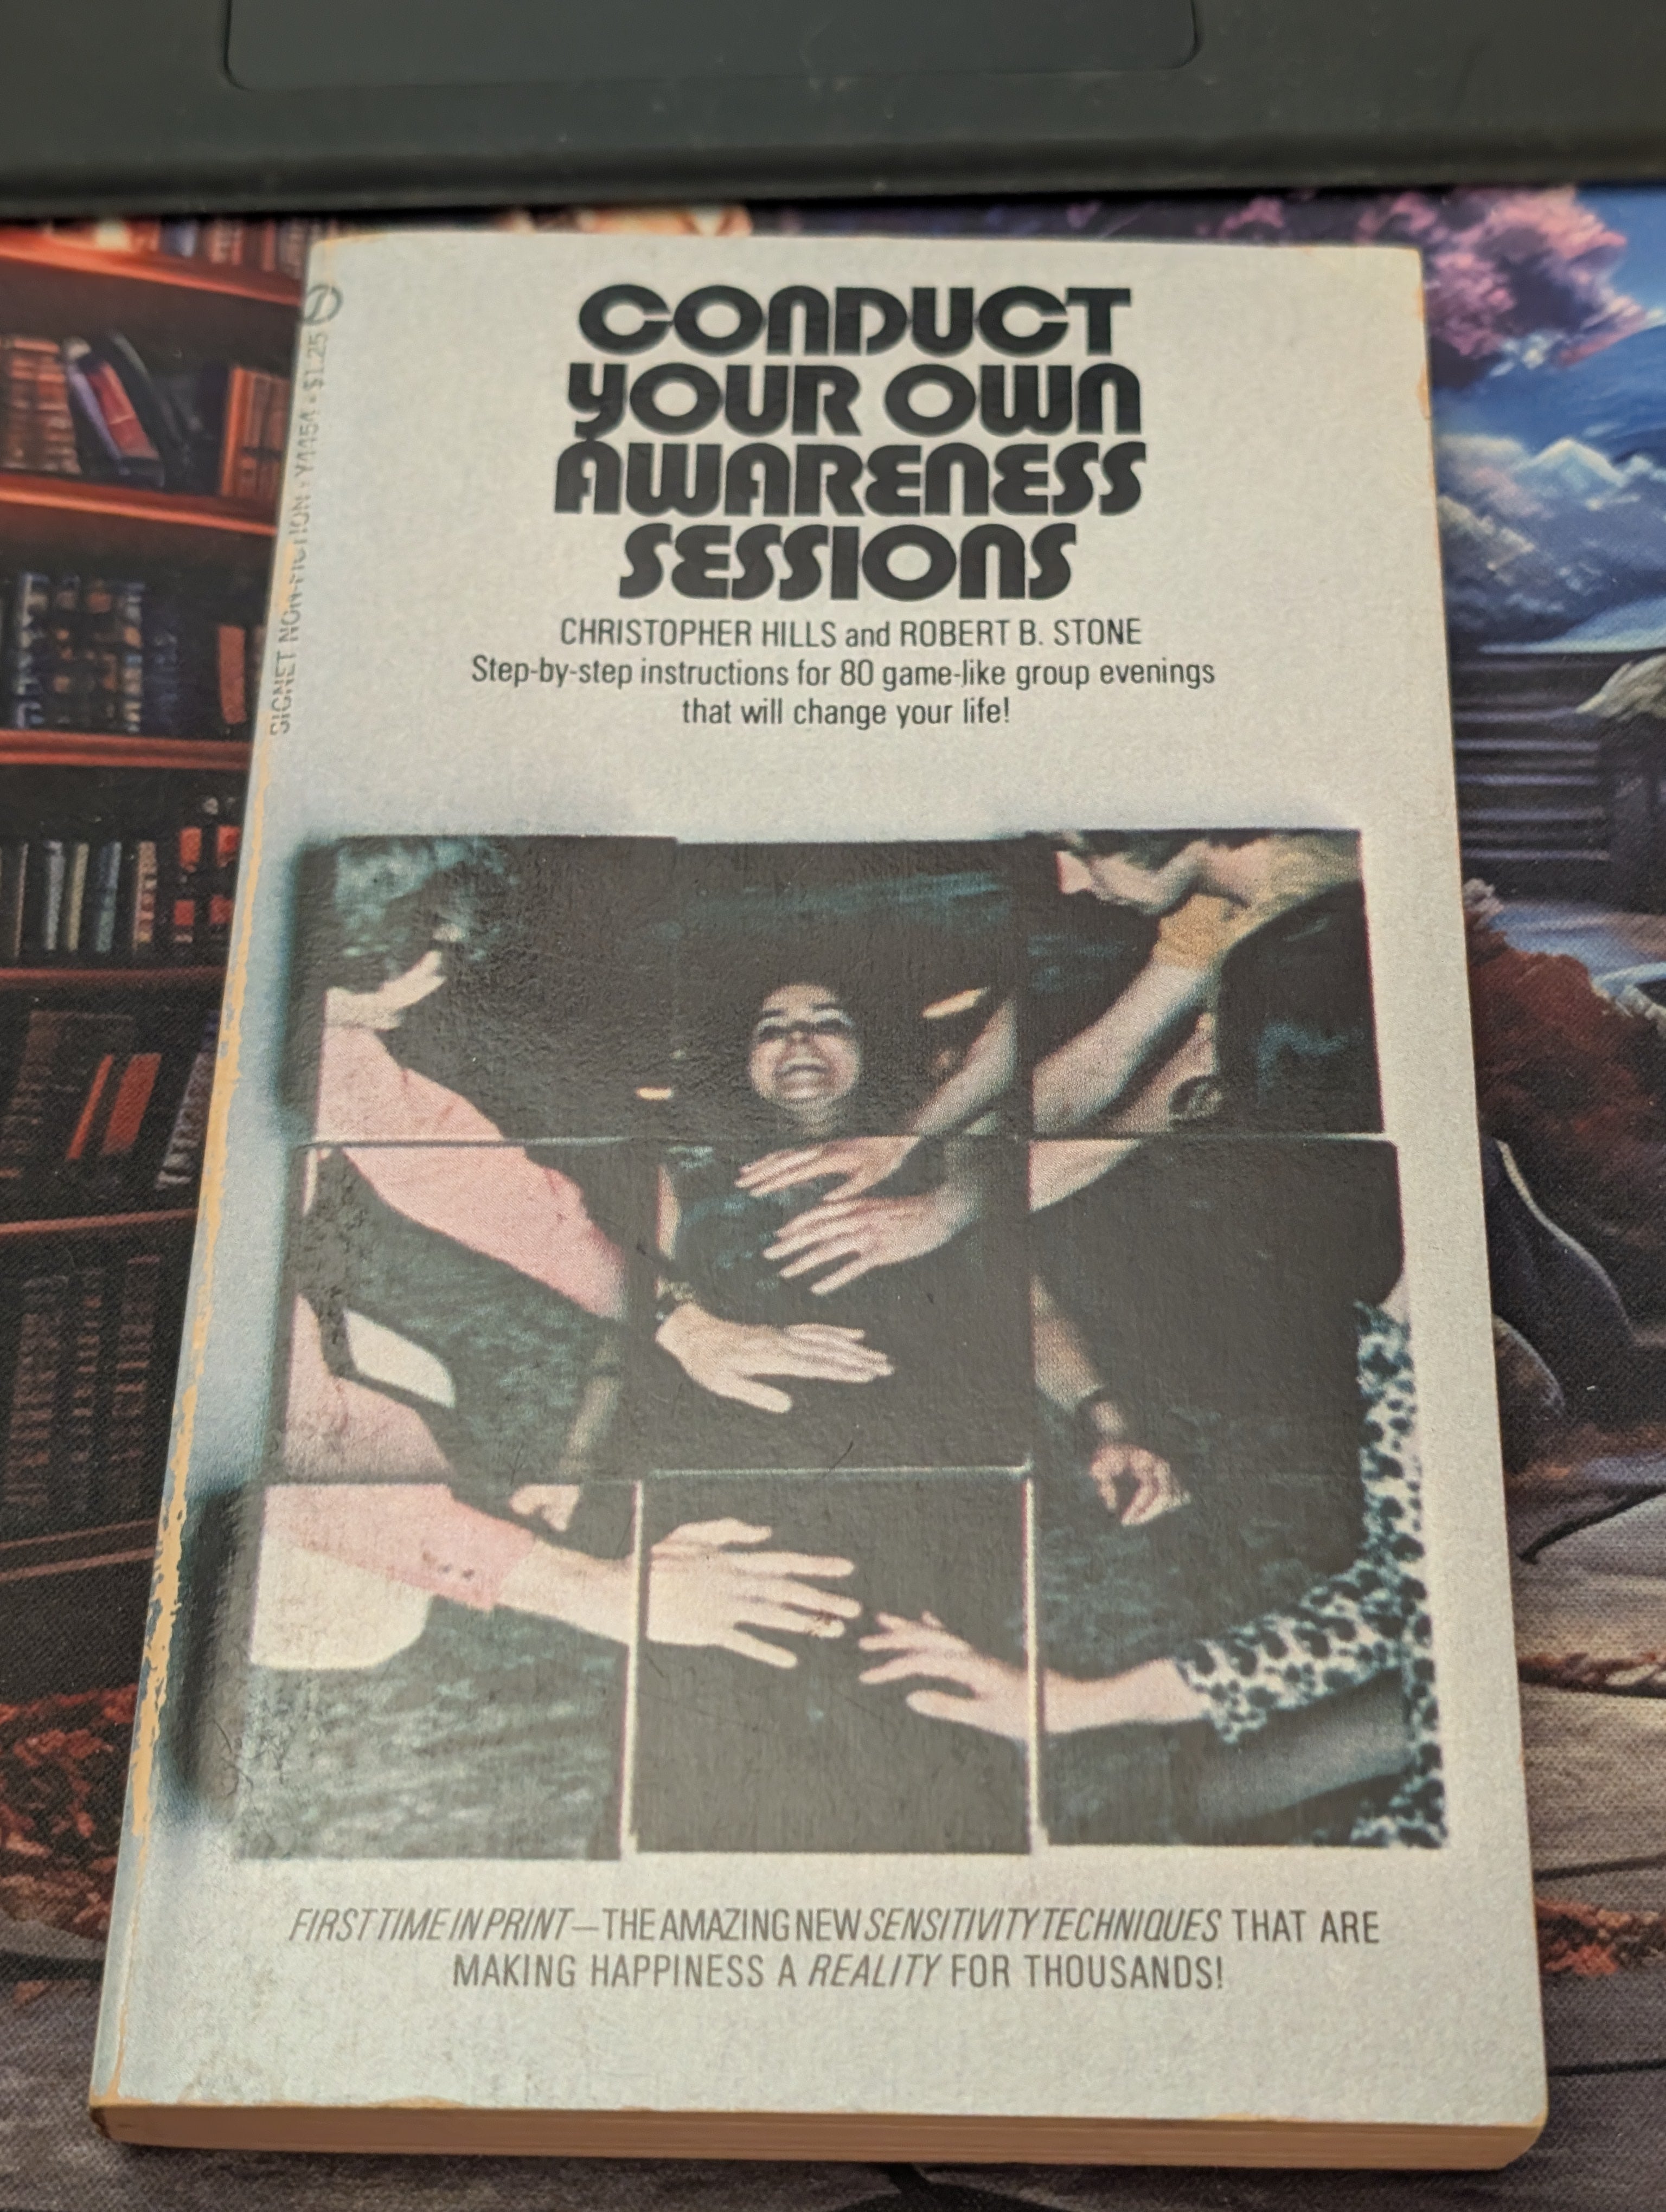 CONDUCT
YOUR OWN
AWARENESS
SESSIONS
CHRISTOPHER HILLS and ROBERT B. STONE
Step-by-step instructions for 80 game-like group evenings
that will change your life!
SIGNET NON-FICTION • Y4454 • $1.25
FIRST TIME IN PRINT—THE AMAZING NEW SENSITIVITY TECHNIQUES THAT ARE
MAKING HAPPINESS A REALITY FOR THOUSANDS!